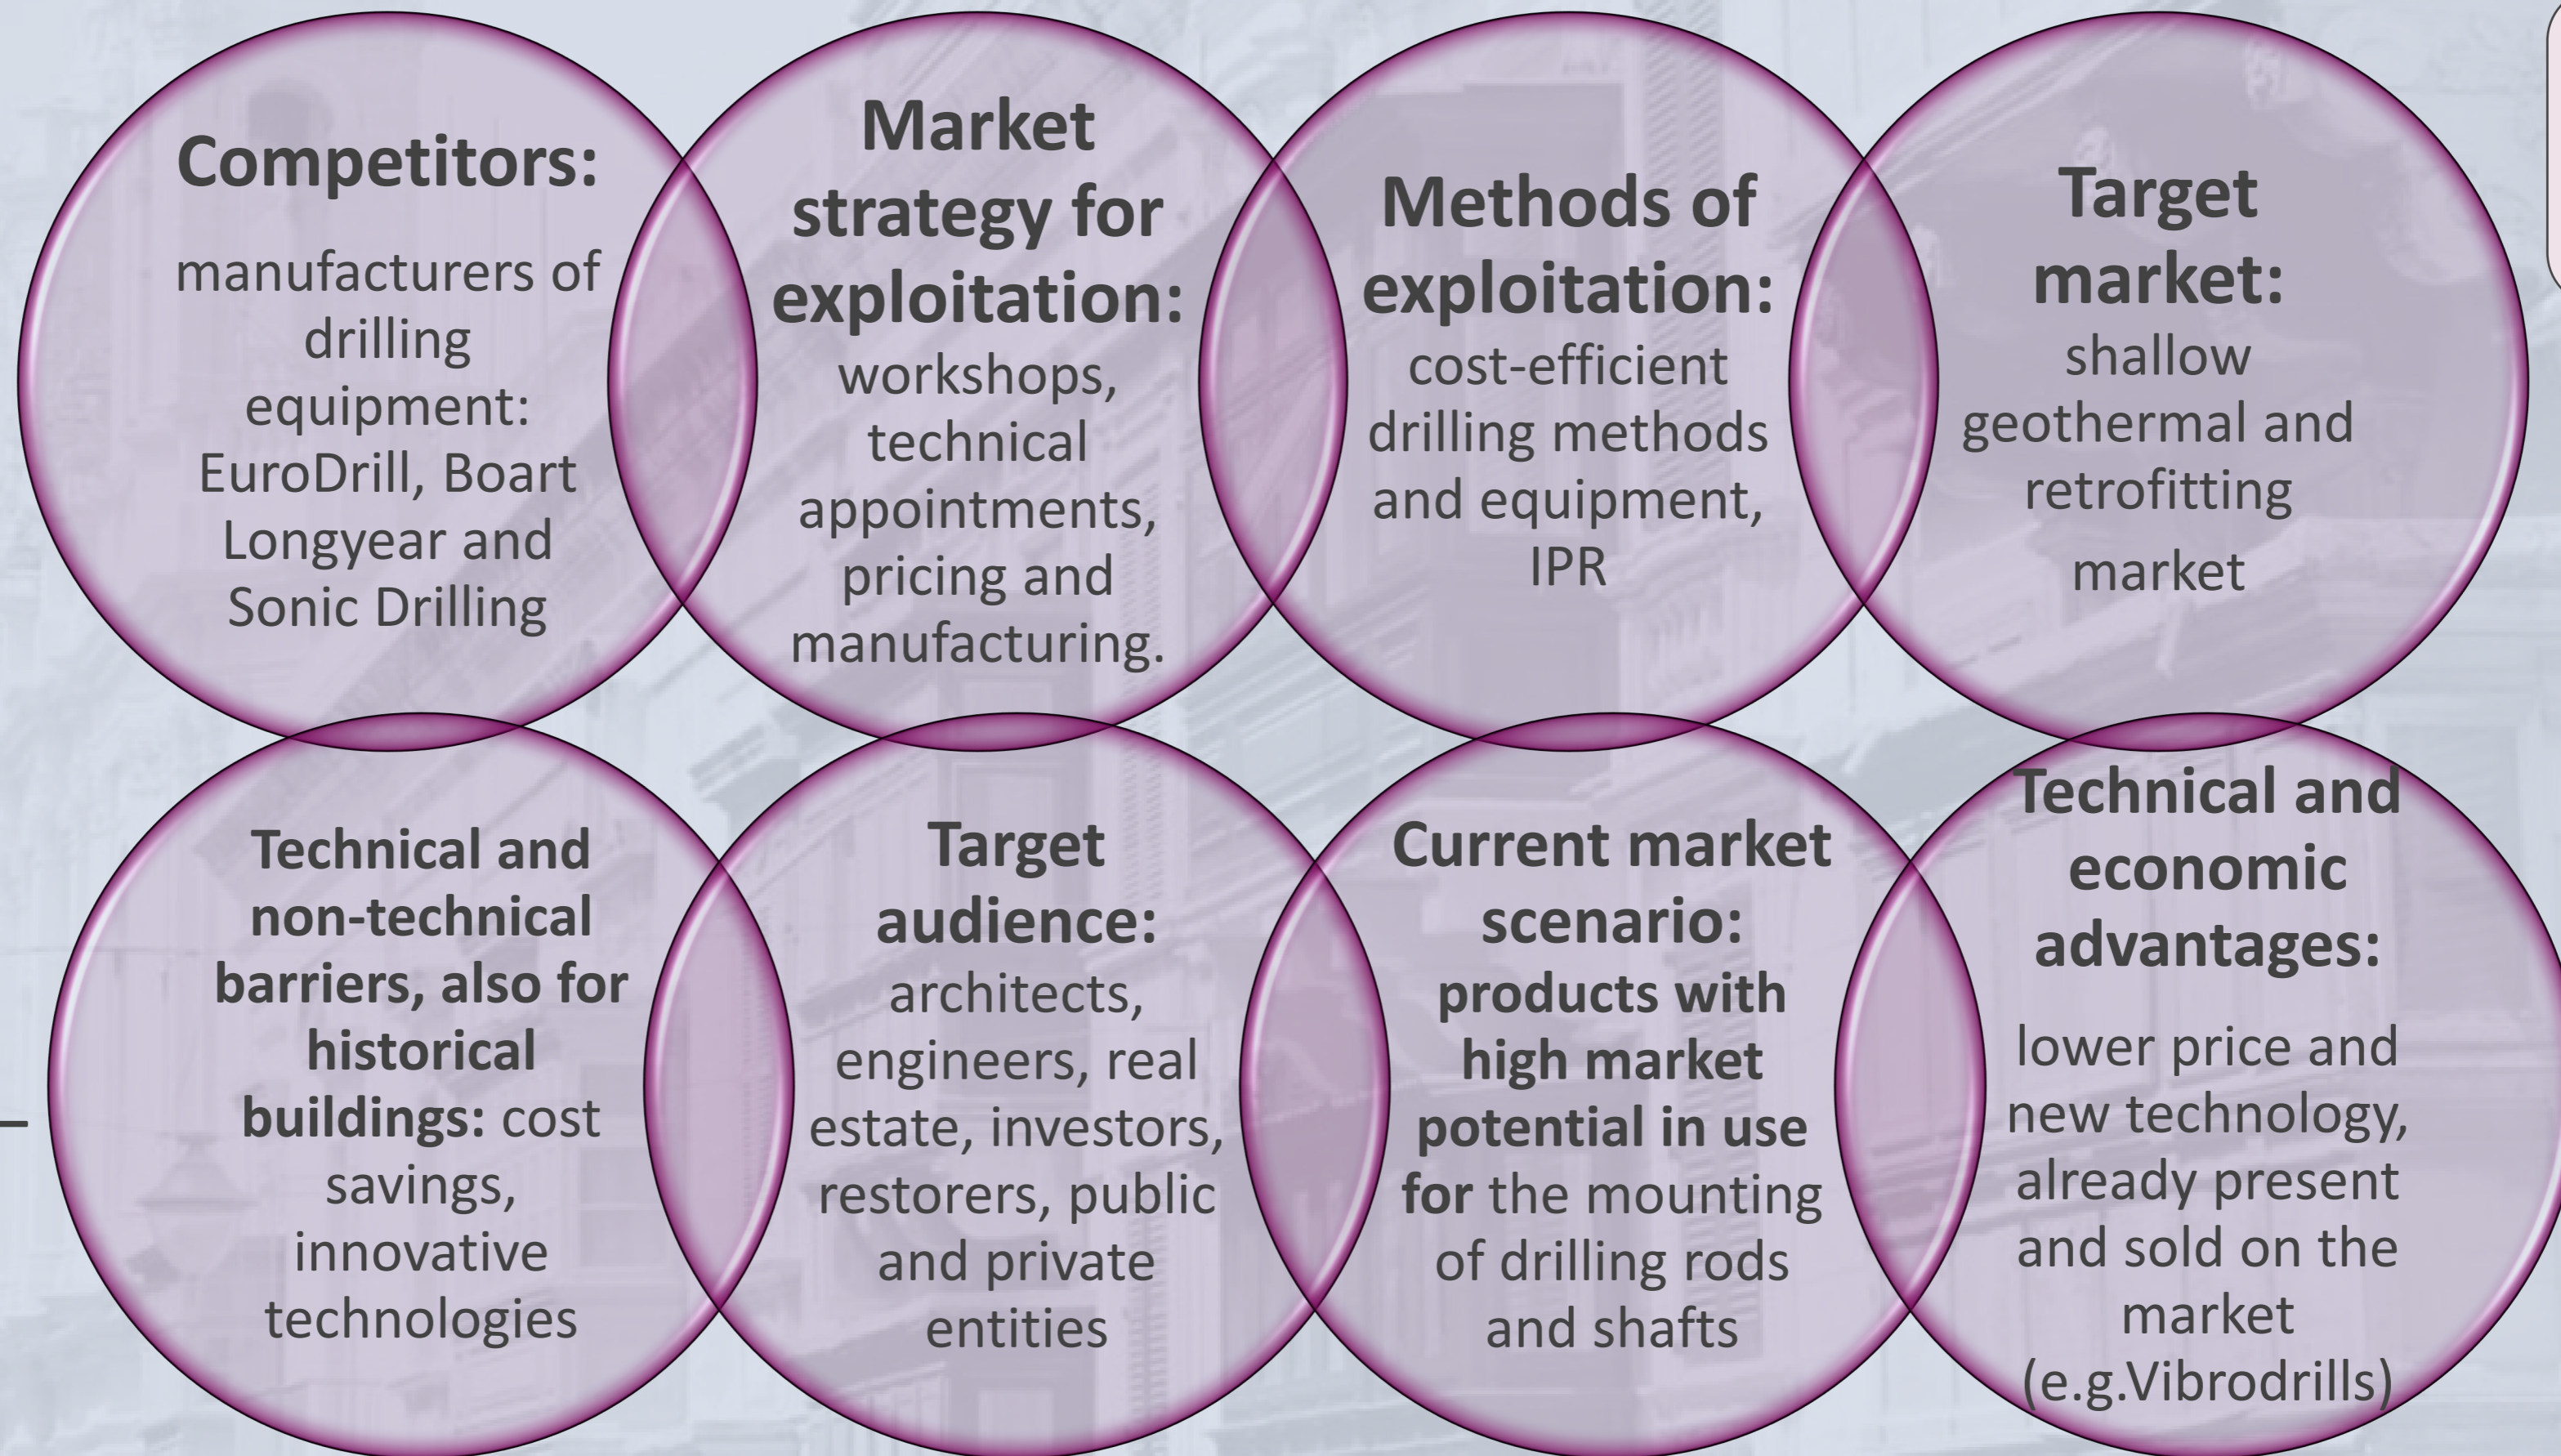 Competitors:
manufacturers of
drilling
equipment:
EuroDrill, Boart
Longyear and
Sonic Drilling
Market
strategy for
exploitation:
workshops,
technical
appointments,
pricing and
manufacturing.
Methods of
exploitation:
cost-efficient
drilling methods
and equipment,
IPR
Target
market:
shallow
geothermal and
retrofitting
market
Technical and
non-technical
barriers, also for
historical
buildings: cost
savings,
innovative
technologies
Target
audience:
architects,
engineers, real
estate, investors,
restorers, public
and private
entities
Current market
scenario:
products with
high market
potential in use
for the mounting
of drilling rods
and shafts
Technical and
economic
advantages:
lower price and
new technology,
already present
and sold on the
market
(e.g.Vibrodrills)